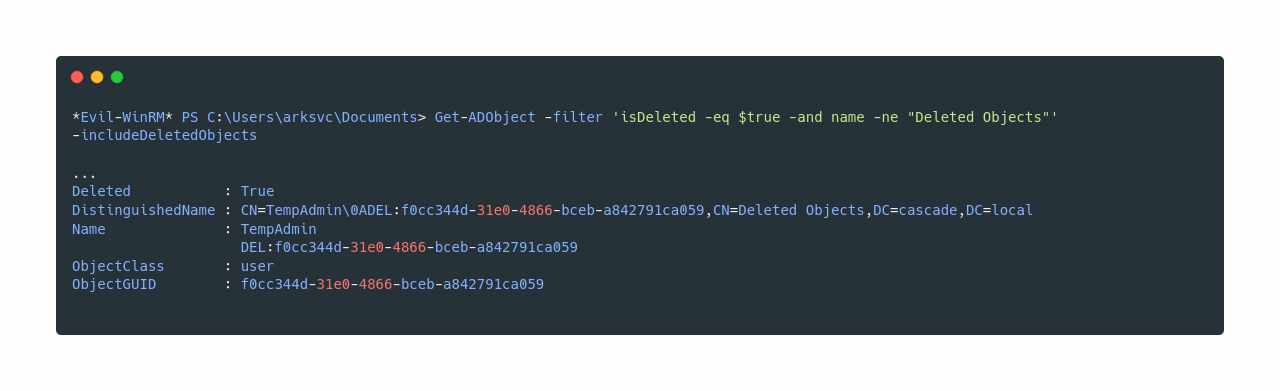 *Evil-WinRM* PS C:\Users\arksvc\Documents> Get-ADObject -filter 'isDeleted -eq $true -and name -ne "Deleted Objects"'
-includeDeletedObjects
...
Deleted           : True
DistinguishedName : CN=TempAdmin\0ADEL:f0cc344d-31e0-4866-bceb-a842791ca059,CN=Deleted Objects,DC=cascade,DC=local
Name              : TempAdmin
                    DEL:f0cc344d-31e0-4866-bceb-a842791ca059
ObjectClass       : user
ObjectGUID        : f0cc344d-31e0-4866-bceb-a842791ca059